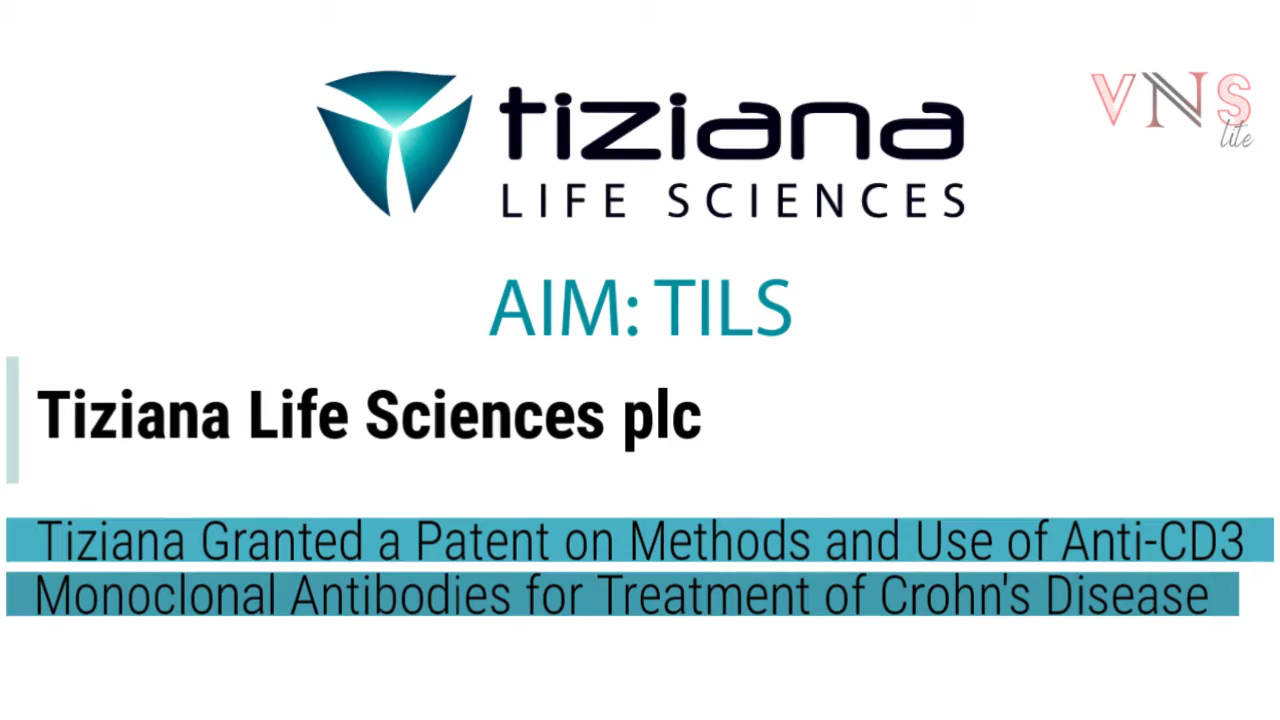 tiziana
LIFE SCIENCES
VNS
lite
AIM: TILS
Tiziana Life Sciences plc
Tiziana Granted a Patent on Methods and Use of Anti-CD3
Monoclonal Antibodies for Treatment of Crohn's Disease